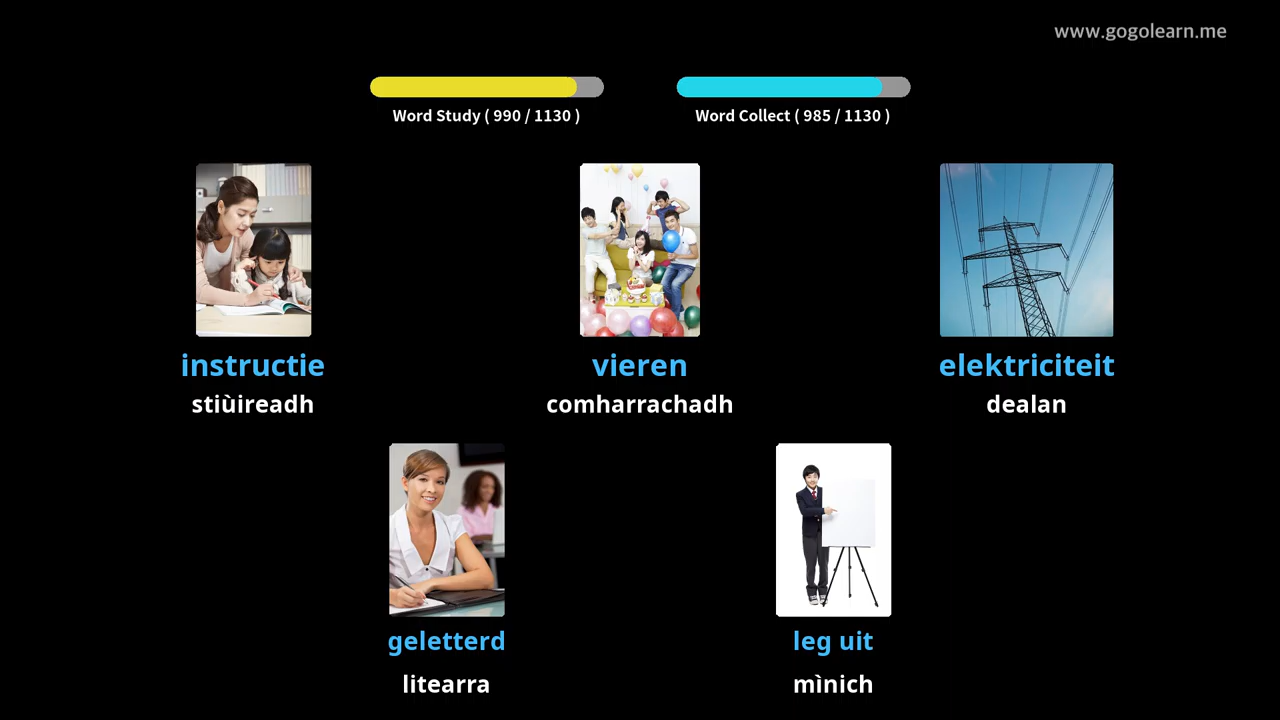 www.gogolearn.me
Word Study ( 990 / 1130 )
Word Collect ( 985 / 1130 )
instructie
stiùireadh
vieren
comharrachadh
elektriciteit
dealan
geletterd
litearra
leg uit
mìnich